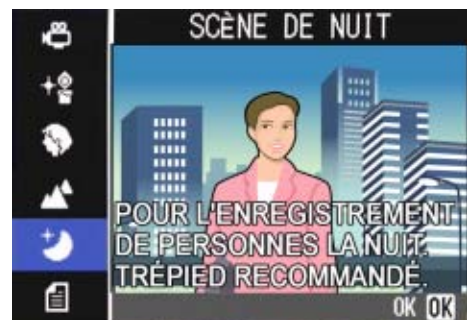 SCÈNE DE NUIT
POUR L'ENREGISTREMENT
DE PERSONNES LA NUIT.
TRÉPIED RECOMMANDÉ.
OK OK